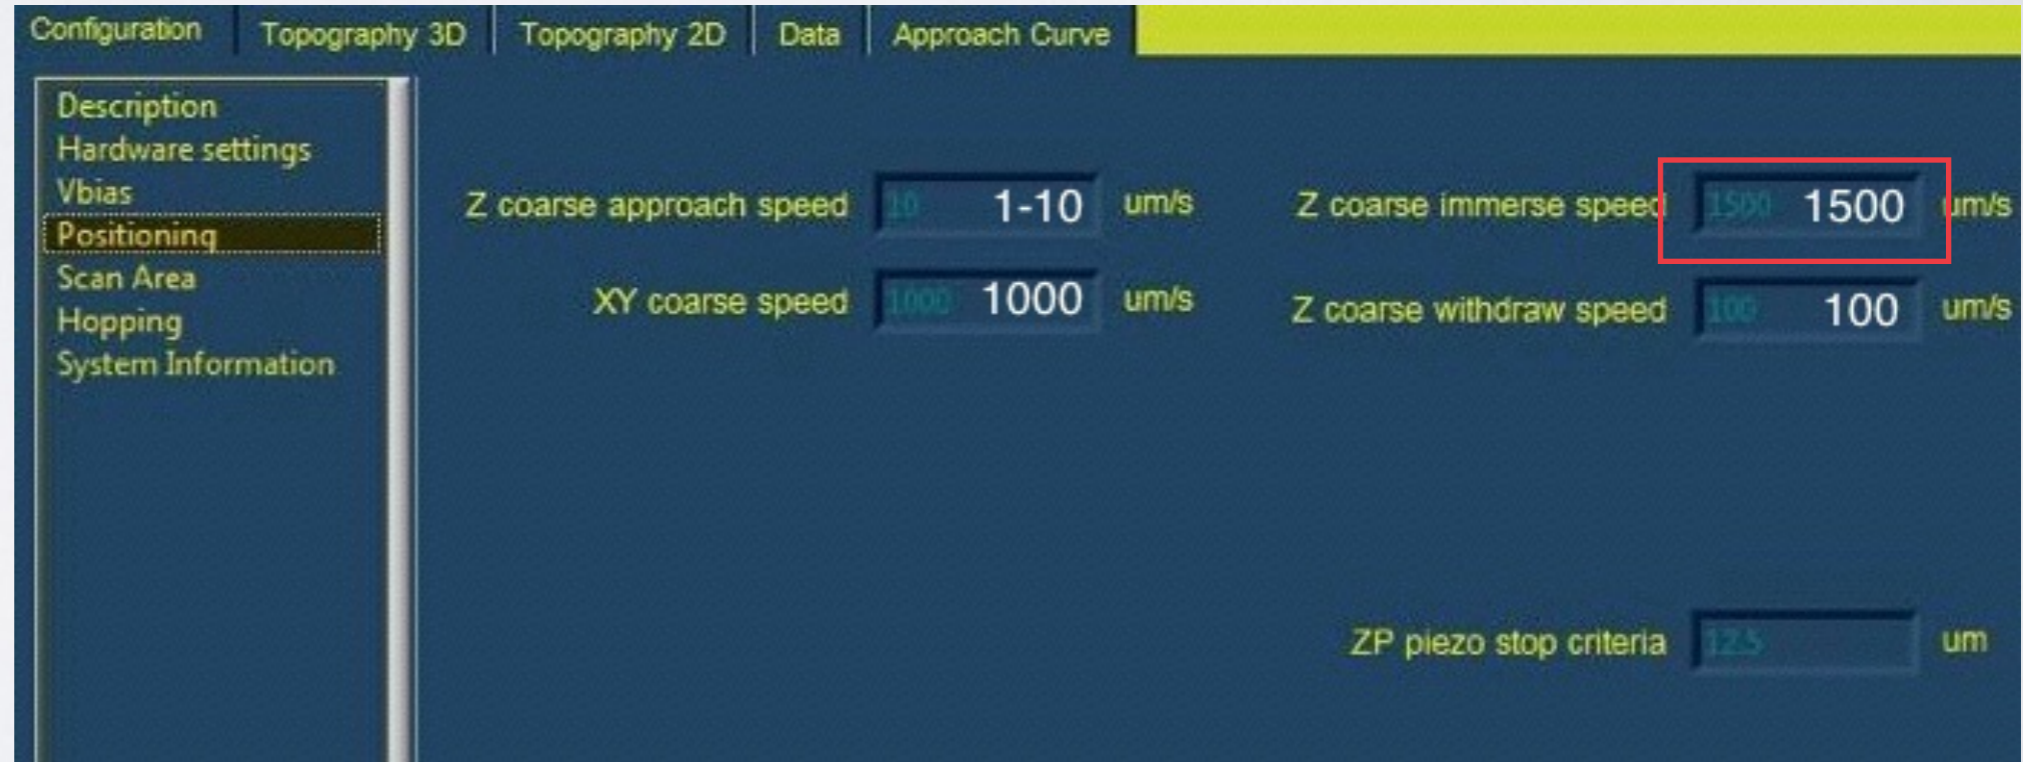 Configuration Topography 3D Topography 2D Data Approach Curve
Description
Hardware settings
Vbias
Positioning
Scan Area
Hopping
System Information
Z coarse approach speed 10 1-10 um/s Z coarse immerse speed 1500 1500 um/s
XY coarse speed 1000 1000 um/s Z coarse withdraw speed 100 100 um/s
ZP piezo stop criteria 12.5 um